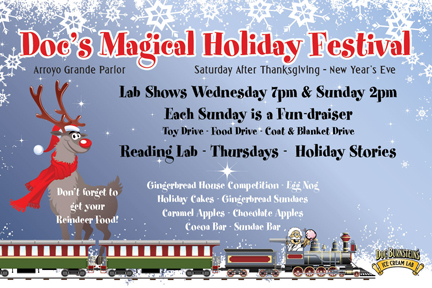 Doc's Magical Holiday Festival
Arroyo Grande Parlor
Saturday After Thanksgiving - New Year's Eve
Lab Shows Wednesday 7pm & Sunday 2pm
Each Sunday is a Fun-draiser
Toy Drive · Food Drive · Coat & Blanket Drive
Reading Lab - Thursdays - Holiday Stories
Don't forget to
get your
Reindeer Food!
Gingerbread House Competition · Egg Nog
Holiday Cakes · Gingerbread Sundaes
Caramel Apples · Chocolate Apples
Cocoa Bar · Sundae Bar
Doc Burnstein's
Ice Cream Lab